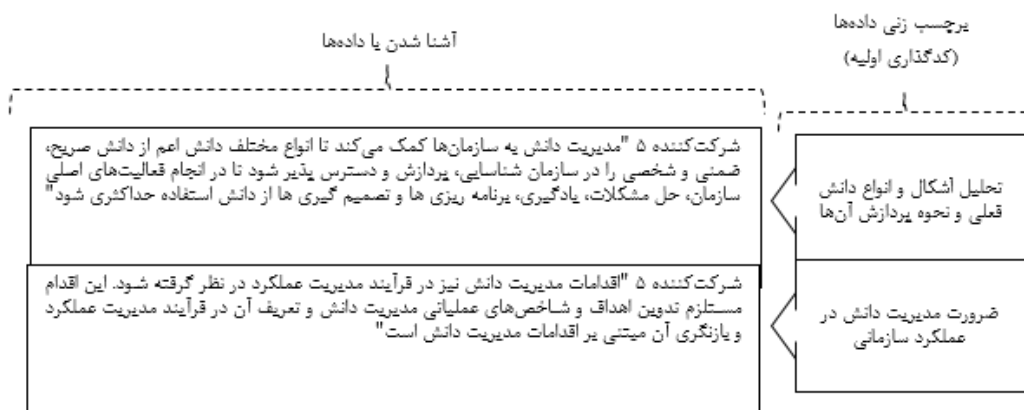 برچسب زنی داده‌ها
(کدگذاری اولیه)
آشنا شدن با داده‌ها
تحلیل اشکال و انواع دانش
فعلی و نحوه پردازش آن‌ها
شرکت‌کننده ۵ "مدیریت دانش به سازمان‌ها کمک می‌کند تا انواع مختلف دانش اعم از دانش صریح،
ضمنی و شخصی را در سازمان شناسایی، پردازش و دسترس پذیر شود تا در انجام فعالیت‌های اصلی
سازمان، حل مشکلات، یادگیری، برنامه ریزی ها و تصمیم گیری ها از دانش استفاده حداکثری شود"
ضرورت مدیریت دانش در
عملکرد سازمانی
شرکت‌کننده ۵ "اقدامات مدیریت دانش نیز در فرآیند مدیریت عملکرد در نظر گرفته شود. این اقدام
مستلزم تدوین اهداف و شاخص‌های عملیاتی مدیریت دانش و تعریف آن در فرآیند مدیریت عملکرد
و بازنگری آن مبتنی بر اقدامات مدیریت دانش است"